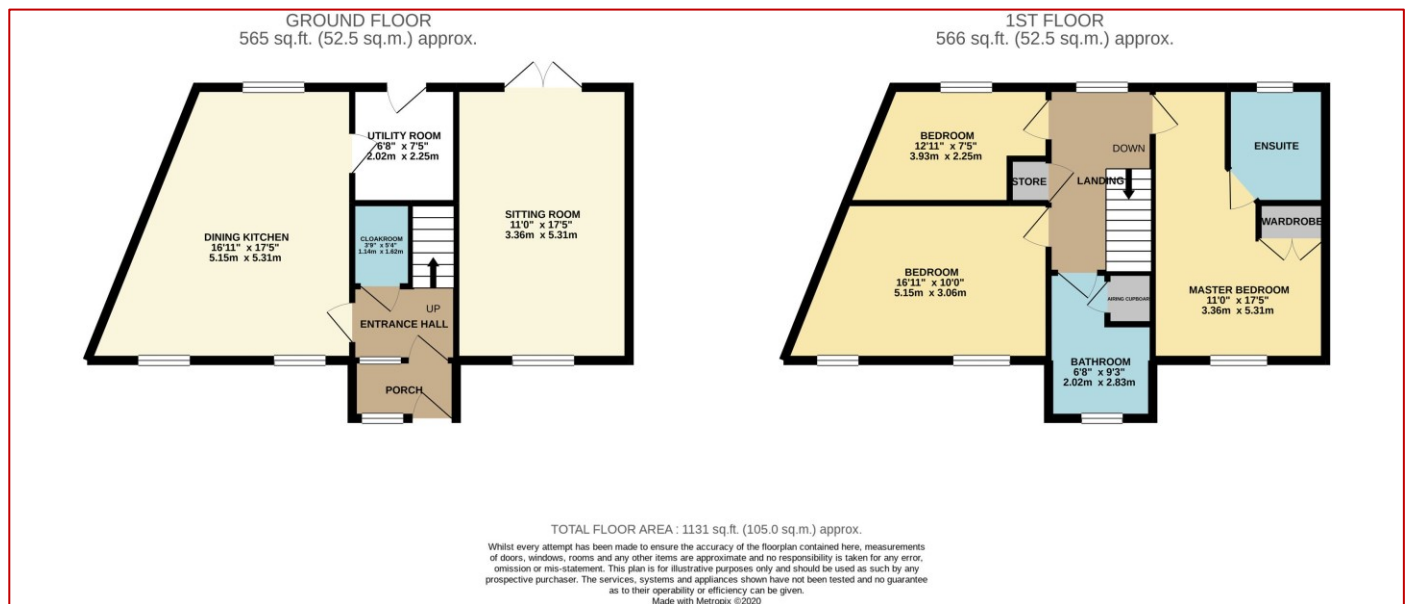 GROUND FLOOR
565 sq.ft. (52.5 sq.m.) approx.
UTILITY ROOM
6'8" x 7'5"
2.02m x 2.25m
DINING KITCHEN
16'11" x 17'5"
5.15m x 5.31m
CLOAKROOM
3'9" x 5'4"
1.14m x 1.62m
SITTING ROOM
11'0" x 17'5"
3.36m x 5.31m
UP
ENTRANCE HALL
PORCH
1ST FLOOR
566 sq.ft. (52.5 sq.m.) approx.
BEDROOM
12'11" x 7'5"
3.93m x 2.25m
DOWN
ENSUITE
STORE
LANDING
WARDROBE
BEDROOM
16'11" x 10'0"
5.15m x 3.06m
AIRING CUPBOARD
MASTER BEDROOM
11'0" x 17'5"
3.36m x 5.31m
BATHROOM
6'8" x 9'3"
2.02m x 2.83m
TOTAL FLOOR AREA : 1131 sq.ft. (105.0 sq.m.) approx.
Whilst every attempt has been made to ensure the accuracy of the floorplan contained here, measurements
of doors, windows, rooms and any other items are approximate and no responsibility is taken for any error,
omission or mis-statement. This plan is for illustrative purposes only and should be used as such by any
prospective purchaser. The services, systems and appliances shown have not been tested and no guarantee
as to their operability or efficiency can be given.
Made with Metropix ©2020